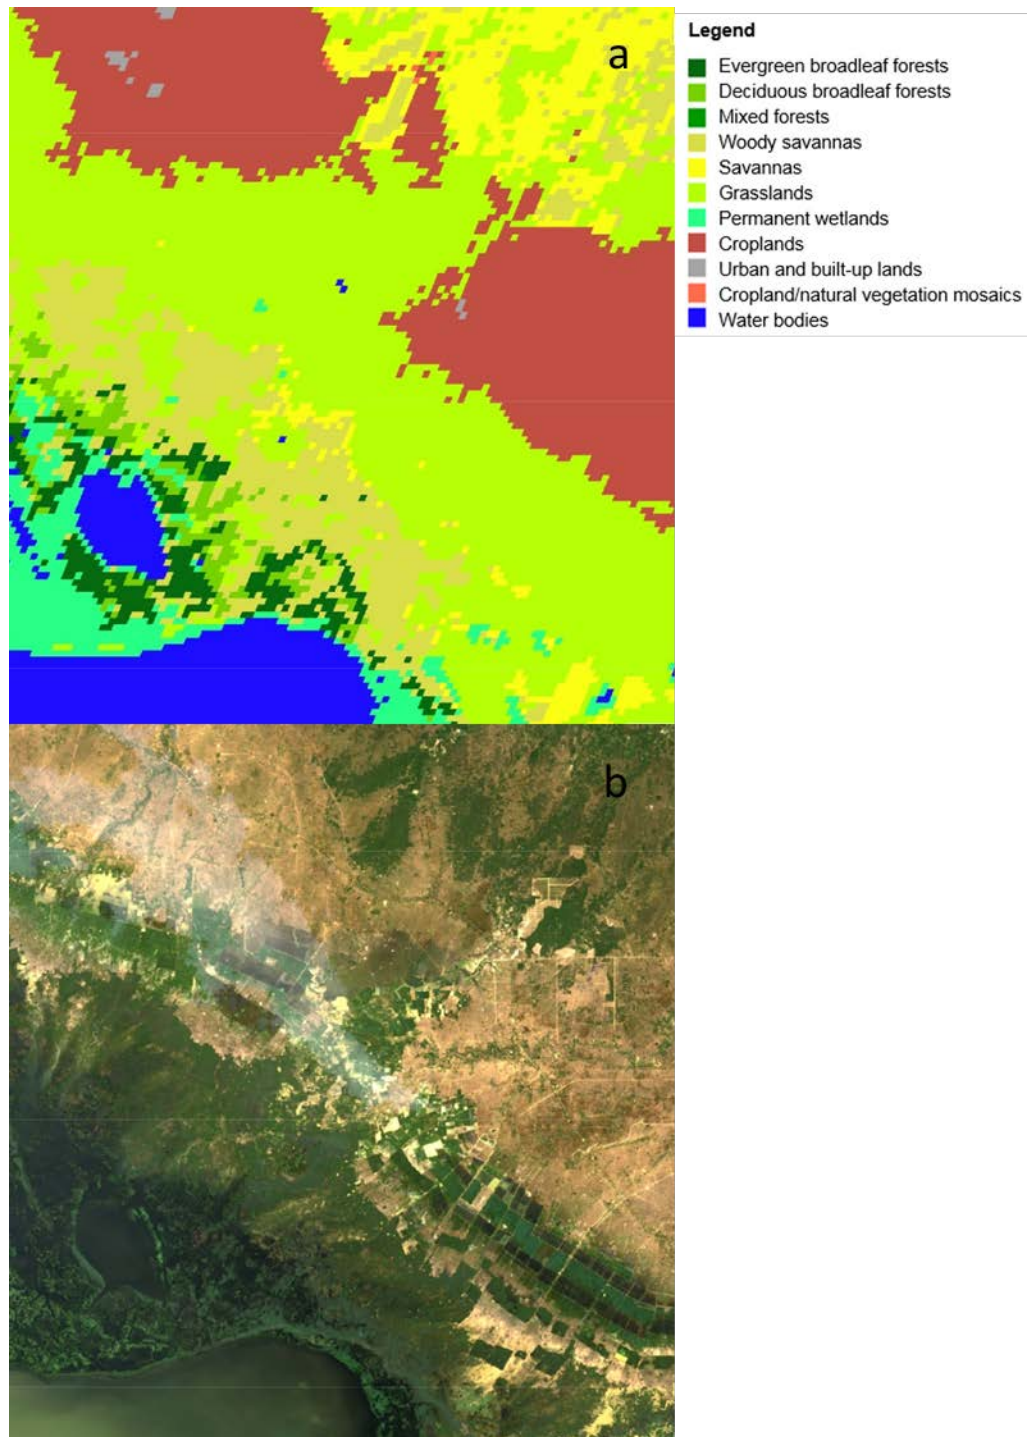 a
Legend
Evergreen broadleaf forests
Deciduous broadleaf forests
Mixed forests
Woody savannas
Savannas
Grasslands
Permanent wetlands
Croplands
Urban and built-up lands
Cropland/natural vegetation mosaics
Water bodies
b